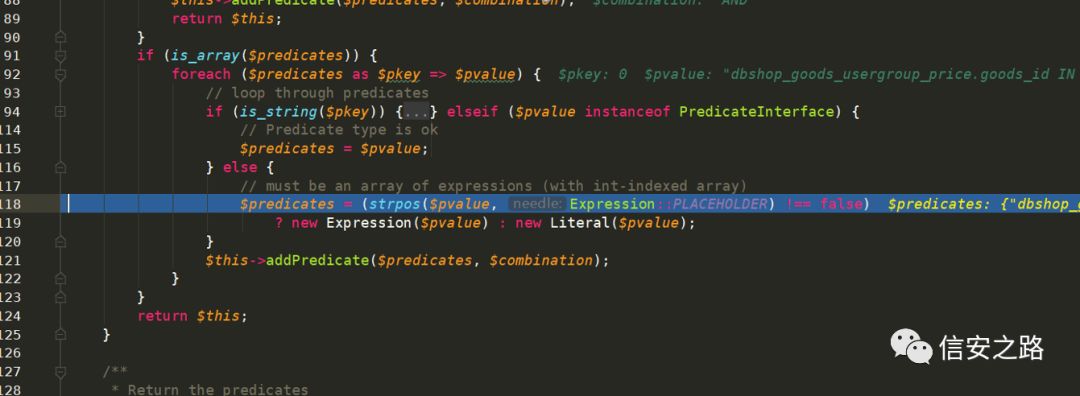 88 $this->addPredicate($predicates, $combination); $combination: "AND"
89 return $this;
90 }
91 if (is_array($predicates)) {
92 foreach ($predicates as $pkey => $pvalue) { $pkey: 0 $pvalue: "dbshop_goods_usergroup_price.goods_id IN
93 // loop through predicates
94 if (is_string($pkey)) {...} elseif ($pvalue instanceof PredicateInterface) {
114 // Predicate type is ok
115 $predicates = $pvalue;
116 } else {
117 // must be an array of expressions (with int-indexed array)
118 $predicates = (strpos($pvalue, needle: Expression::PLACEHOLDER) !== false) $predicates: {"dbshop_g
119 ? new Expression($pvalue) : new Literal($pvalue);
120 }
121 $this->addPredicate($predicates, $combination);
122 }
123 }
124 return $this;
125 }
126
127 /**
128 * Return the predicates
信安之路